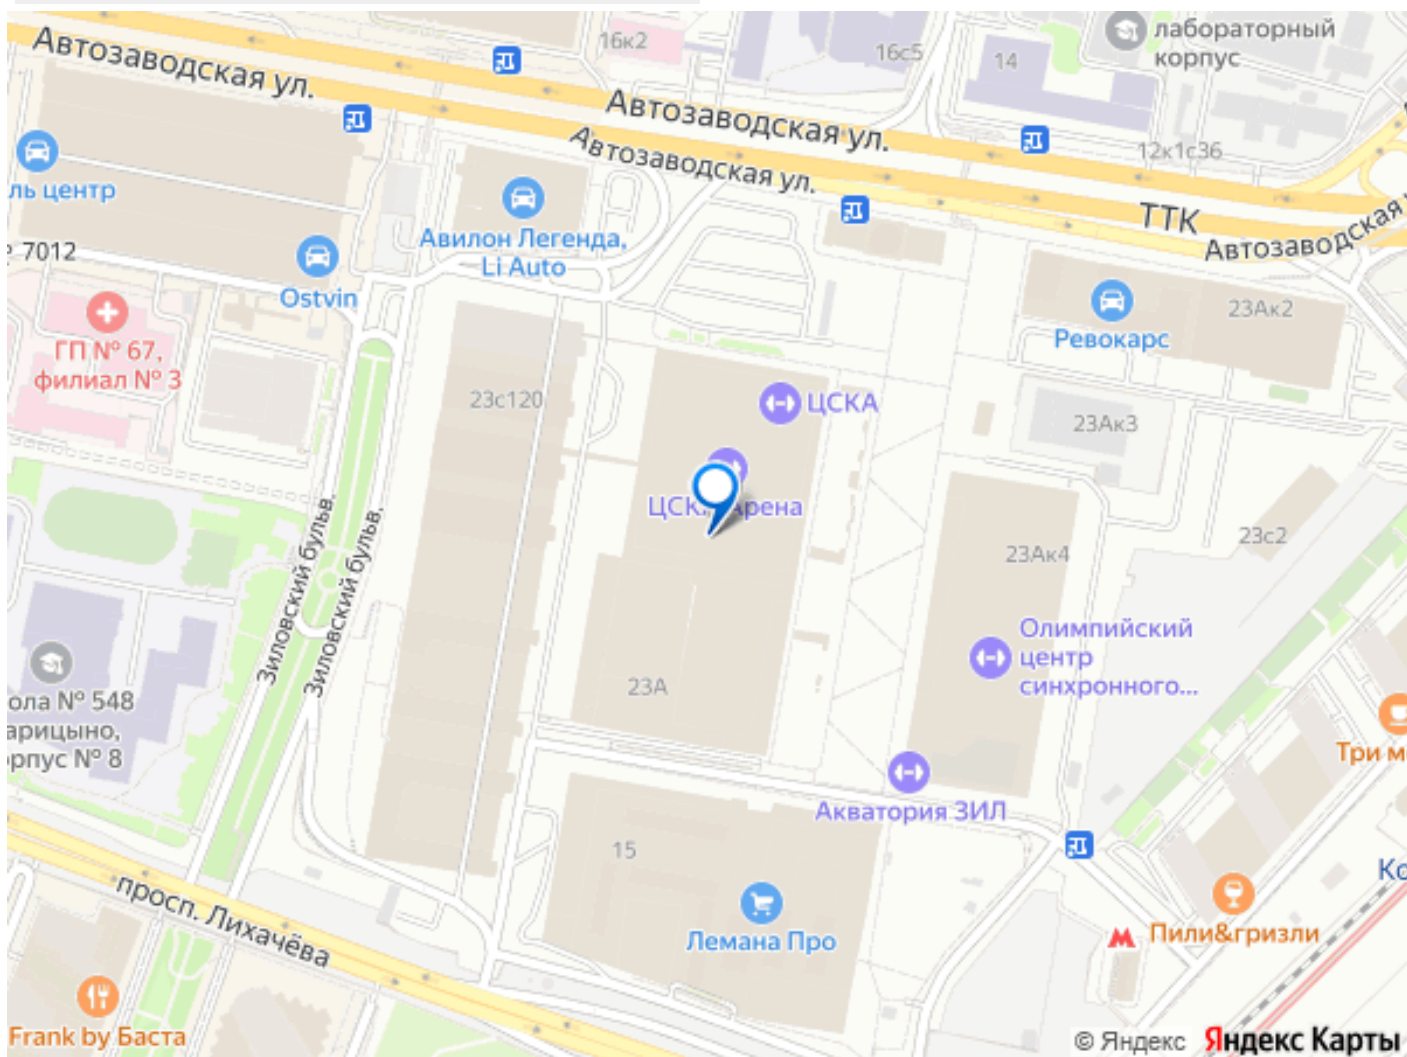 лабораторный
корпус
16к2
16с5
14
Автозаводская ул.
Автозаводская ул.
Автозаводская ул.
12к1с36
ль центр
ТТК
Автозаводская
7012
Авилон Легенда,
Li Auto
Ostvin
23Ак2
Ревокарс
ГП № 67,
филиал № 3
23с120
ЦСКА
23Ак3
ЦСКА Арена
23с2
23Ак4
Зиловский бульв.
Зиловский бульв.
Олимпийский
центр
синхронного...
23А
ола № 548
арицыно,
орпус № 8
Три м
Акватория ЗИЛ
15
Ко
просп. Лихачёва
Лемана Про
Пили&гризли
Frank by Баста
© Яндекс Яндекс Карты